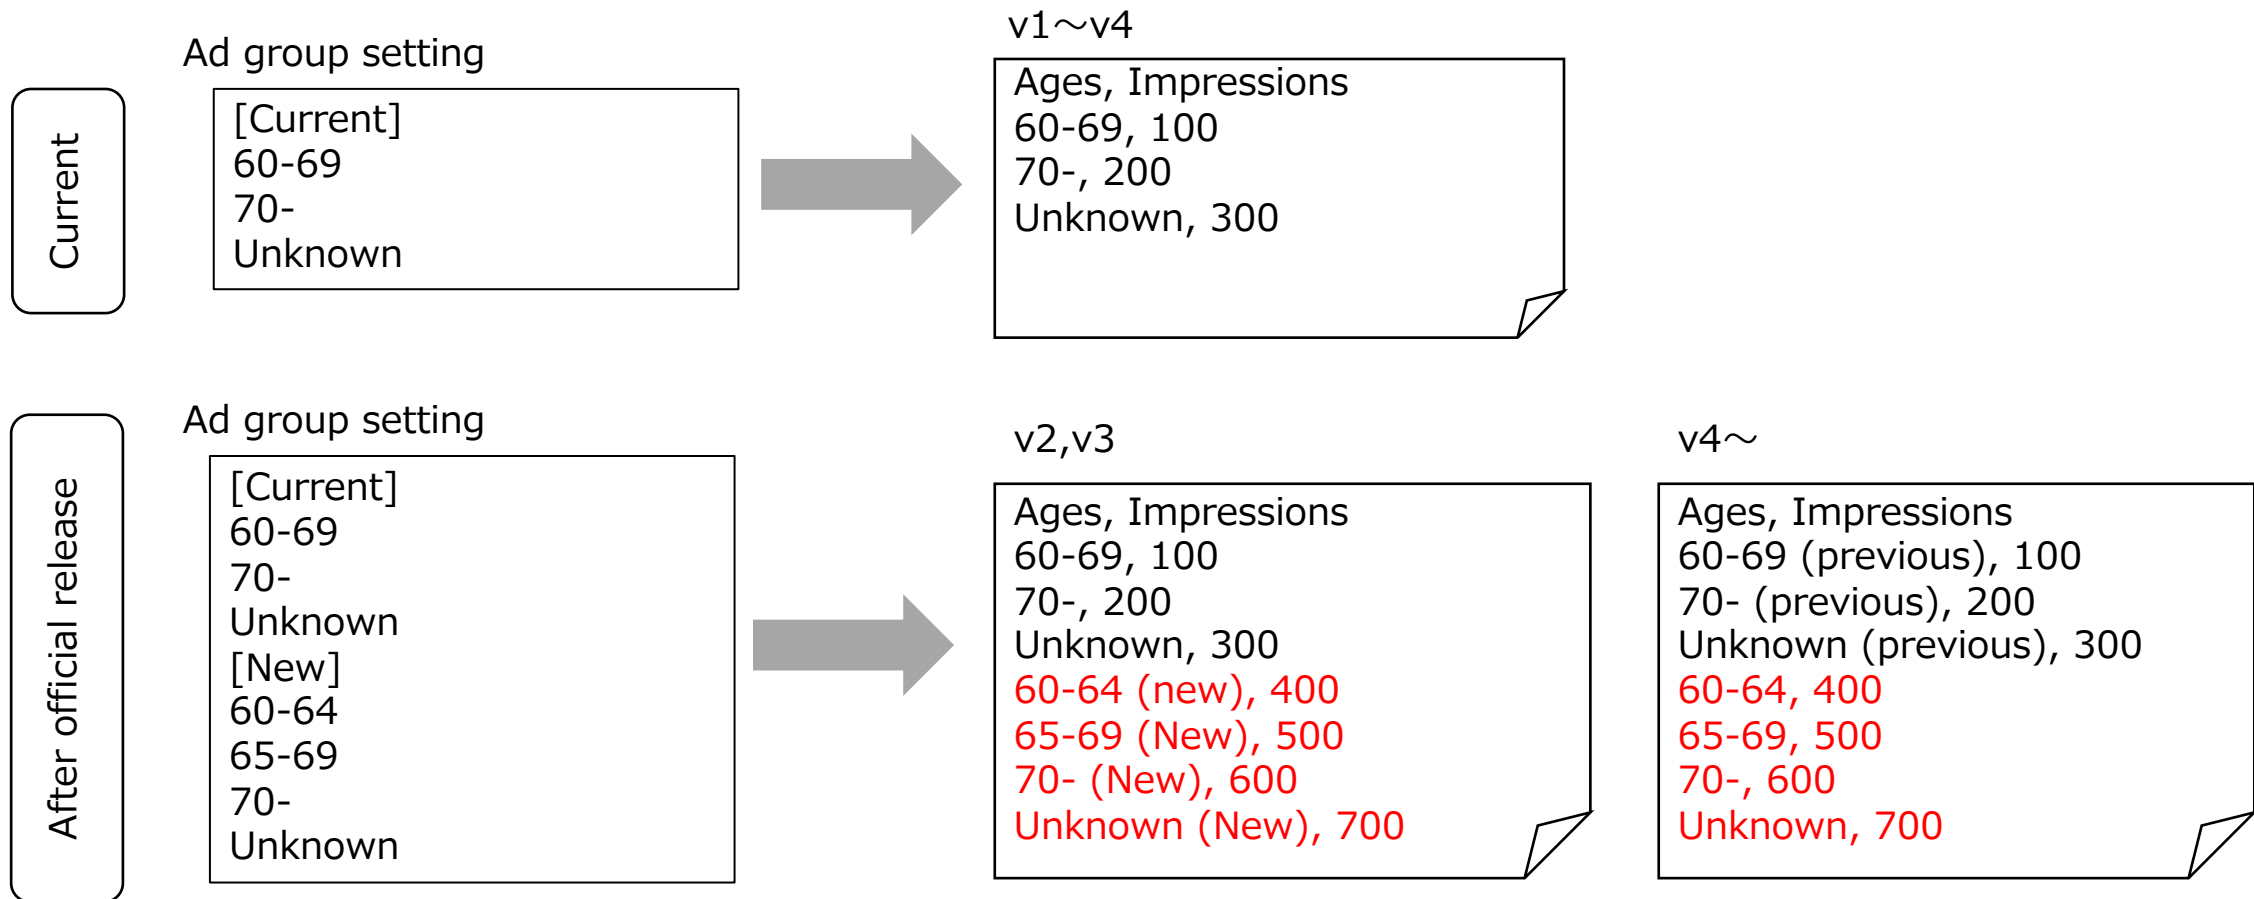 Current
Ad group setting
[Current]
60-69
70-
Unknown
v1～v4
Ages, Impressions
60-69, 100
70-, 200
Unknown, 300
After official release
Ad group setting
[Current]
60-69
70-
Unknown
[New]
60-64
65-69
70-
Unknown
v2,v3
Ages, Impressions
60-69, 100
70-, 200
Unknown, 300
60-64 (new), 400
65-69 (New), 500
70- (New), 600
Unknown (New), 700
v4～
Ages, Impressions
60-69 (previous), 100
70- (previous), 200
Unknown (previous), 300
60-64, 400
65-69, 500
70-, 600
Unknown, 700